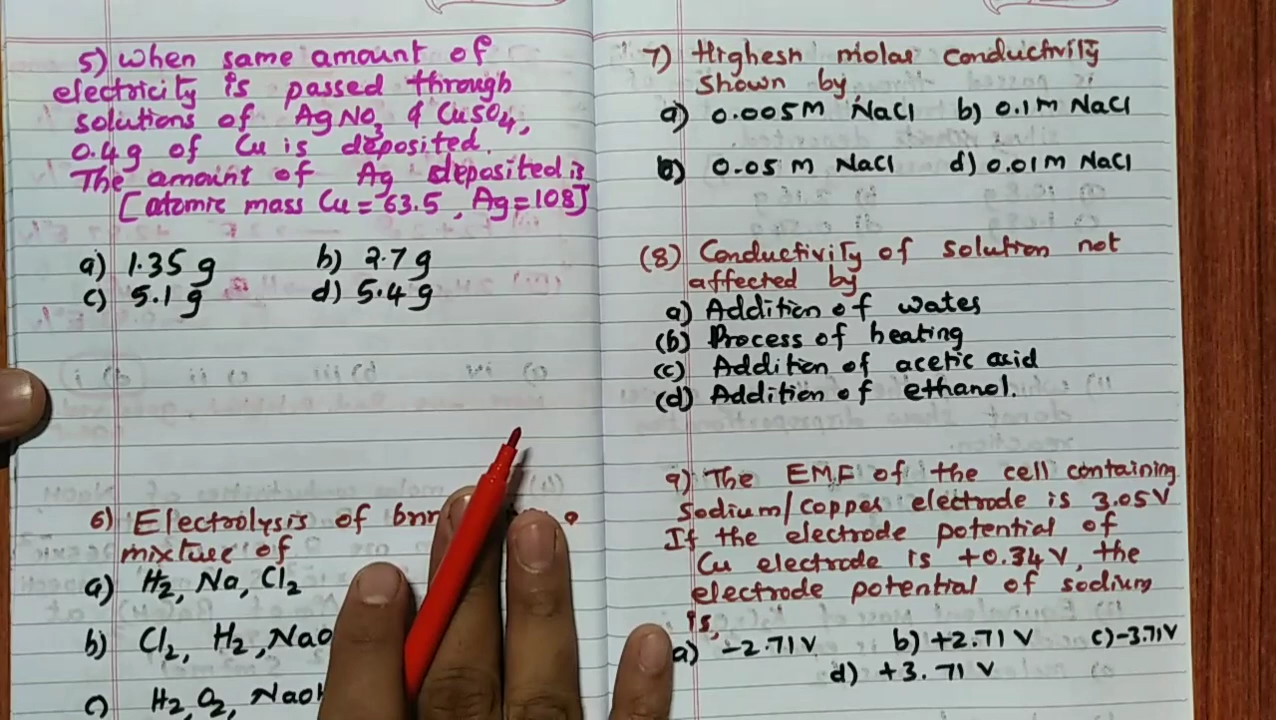 5) When same amount of
electricity is passed through
solutions of AgNO3 & CuSO4,
0.4g of Cu is deposited.
The amount of Ag deposited is
[atomic mass Cu = 63.5, Ag = 108]
a) 1.35 g b) 2.7 g
c) 5.1 g d) 5.4 g
6) Electrolysis of
mixture of
a) H2, Na, Cl2
b) Cl2, H2,
c) H2, O2,
7) Highesn molar conductivity
shown by
a) 0.005M NaCl b) 0.1M NaCl
0.05 M NaCl d) 0.01M NaCl
(8) Conductivity of solution not
affected by
a) Addition of water
(b) Process of heating
(c) Addition of acetic acid
(d) Addition of ethanol.
9) The EMF of the cell containing
Sodium/copper electrode is 3.05V
If the electrode potential of
Cu electrode is +0.34V, the
electrode potential of sodium
is,
a) -2.71V b) +2.71 V c) -3.71V
d) +3.71 V